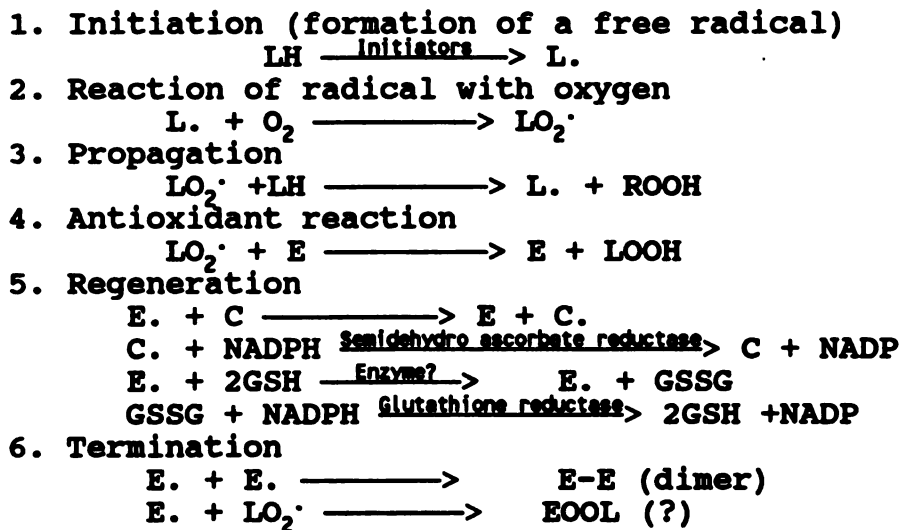 1. Initiation (formation of a free radical)
LH Initiators ———> L.
2. Reaction of radical with oxygen
L. + O₂ ———> LO₂·
3. Propagation
LO₂· +LH ———> L. + ROOH
4. Antioxidant reaction
LO₂· + E ———> E + LOOH
5. Regeneration
E. + C ———> E + C.
C. + NADPH Semidehydro ascorbate reductase> C + NADP
E. + 2GSH Enzyme? ——> E. + GSSG
GSSG + NADPH Glutathione reductase> 2GSH +NADP
6. Termination
E. + E. ———> E-E (dimer)
E. + LO₂· ———> EOOL (?)